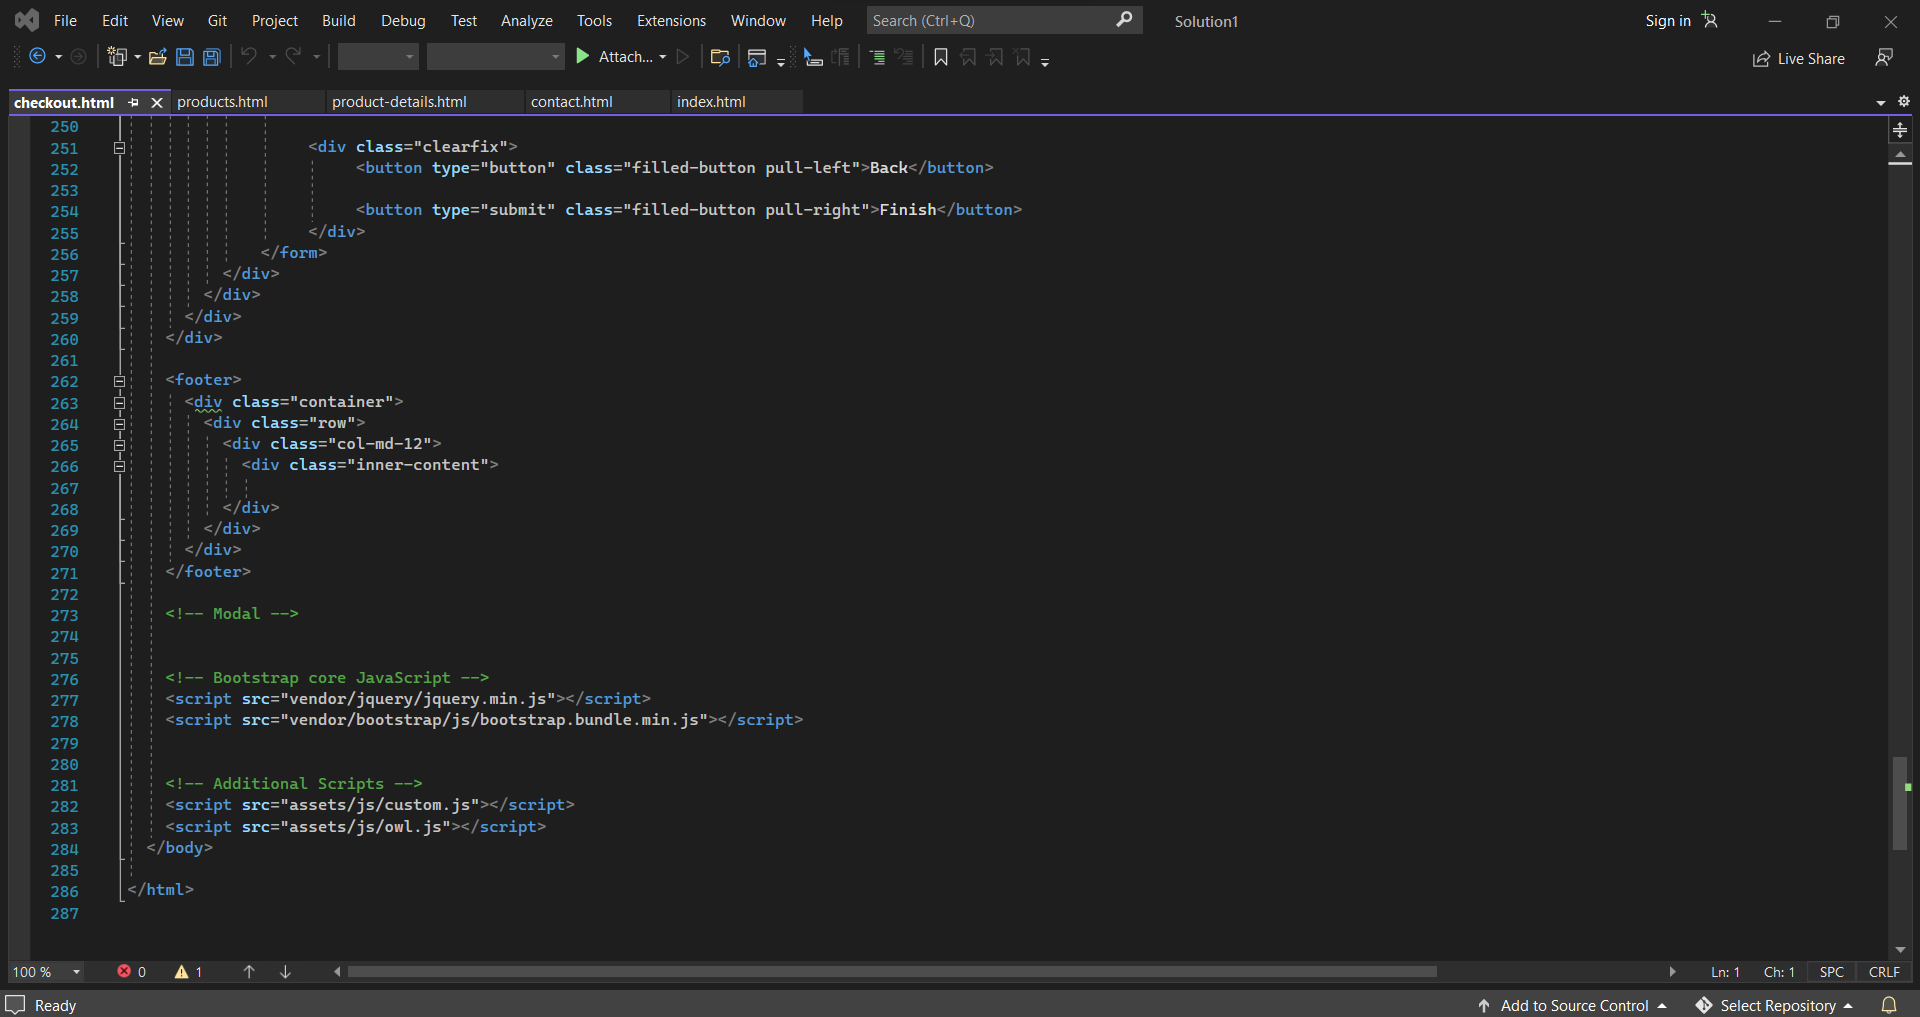 File Edit View Git Project Build Debug Test Analyze Tools Extensions Window Help Search (Ctrl+Q) Solution1 Sign in
Attach... Live Share
checkout.html products.html product-details.html contact.html index.html
250
251 <div class="clearfix">
252 <button type="button" class="filled-button pull-left">Back</button>
253
254 <button type="submit" class="filled-button pull-right">Finish</button>
255 </div>
256 </form>
257 </div>
258 </div>
259 </div>
260 </div>
261
262 <footer>
263 <div class="container">
264 <div class="row">
265 <div class="col-md-12">
266 <div class="inner-content">
267
268 </div>
269 </div>
270 </div>
271 </footer>
272
273 <!-- Modal -->
274
275
276 <!-- Bootstrap core JavaScript -->
277 <script src="vendor/jquery/jquery.min.js"></script>
278 <script src="vendor/bootstrap/js/bootstrap.bundle.min.js"></script>
279
280
281 <!-- Additional Scripts -->
282 <script src="assets/js/custom.js"></script>
283 <script src="assets/js/owl.js"></script>
284 </body>
285
286 </html>
287
100 % 0 1 Ln: 1 Ch: 1 SPC CRLF
Ready Add to Source Control Select Repository